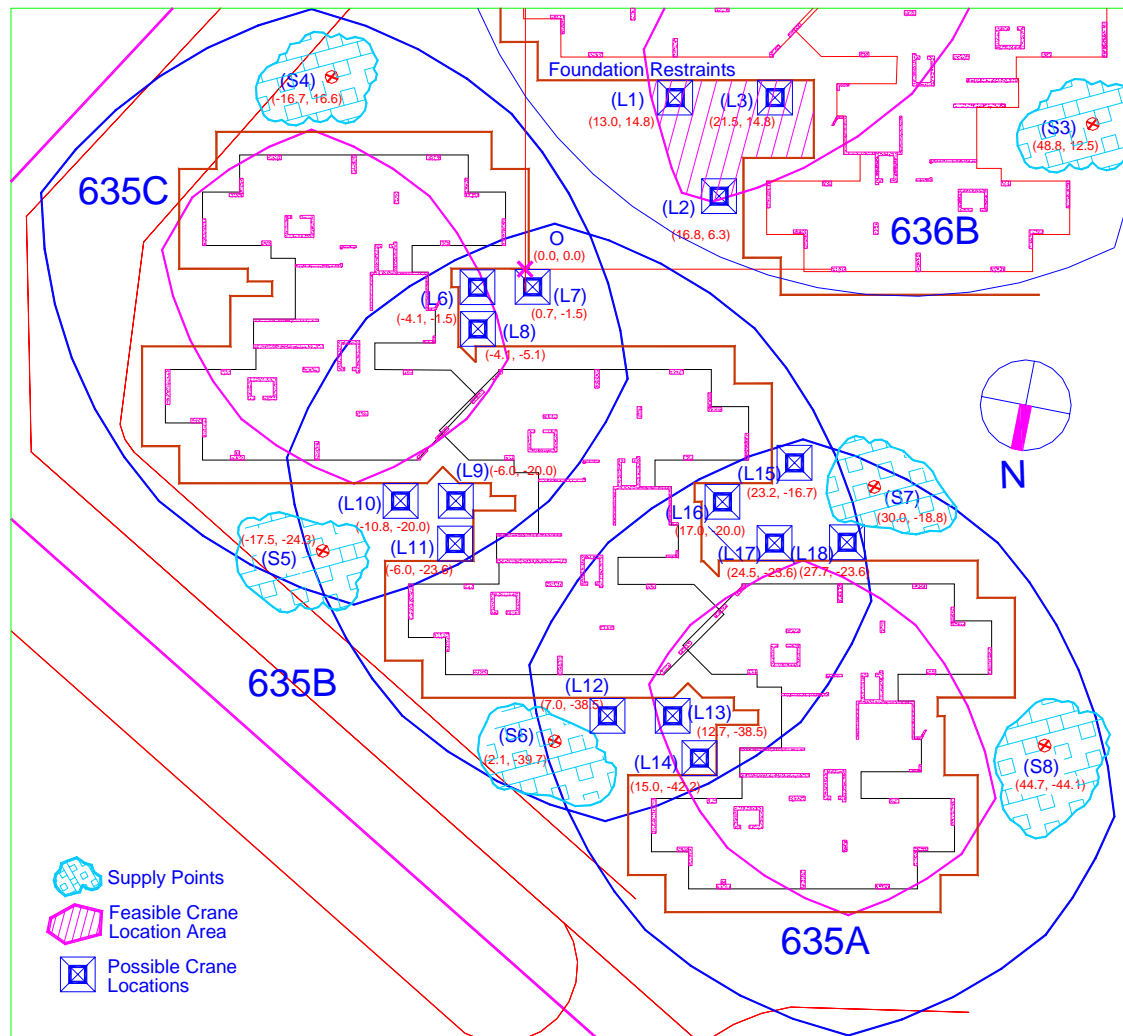 Foundation Restraints
(S4)
(-16.7, 16.6)
(L1)
(13.0, 14.8)
(L3)
(21.5, 14.8)
(S3)
(48.8, 12.5)
635C
(L2)
(16.8, 6.3)
636B
O
(0.0, 0.0)
(L6)
(-4.1, -1.5)
(L7)
(0.7, -1.5)
(L8)
(-4.1, -5.1)
N
(L9)
(-6.0, -20.0)
(L10)
(-10.8, -20.0)
(L15)
(23.2, -16.7)
(L16)
(17.0, -20.0)
(S7)
(30.0, -18.8)
(-17.5, -24.3)
(S5)
(L11)
(-6.0, -23.6)
(L17)
(24.5, -23.6)
(L18)
(27.7, -23.6)
635B
(L12)
(7.0, -38.5)
(L13)
(12.7, -38.5)
(S6)
(2.1, -39.7)
(L14)
(15.0, -42.2)
(S8)
(44.7, -44.1)
Supply Points
Feasible Crane
Location Area
635A
Possible Crane
Locations